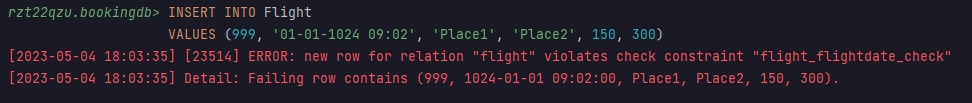 rzt22qzu.bookingdb> INSERT INTO Flight
VALUES (999, '01-01-1024 09:02', 'Place1', 'Place2', 150, 300)
[2023-05-04 18:03:35] [23514] ERROR: new row for relation "flight" violates check constraint "flight_flightdate_check"
[2023-05-04 18:03:35] Detail: Failing row contains (999, 1024-01-01 09:02:00, Place1, Place2, 150, 300).